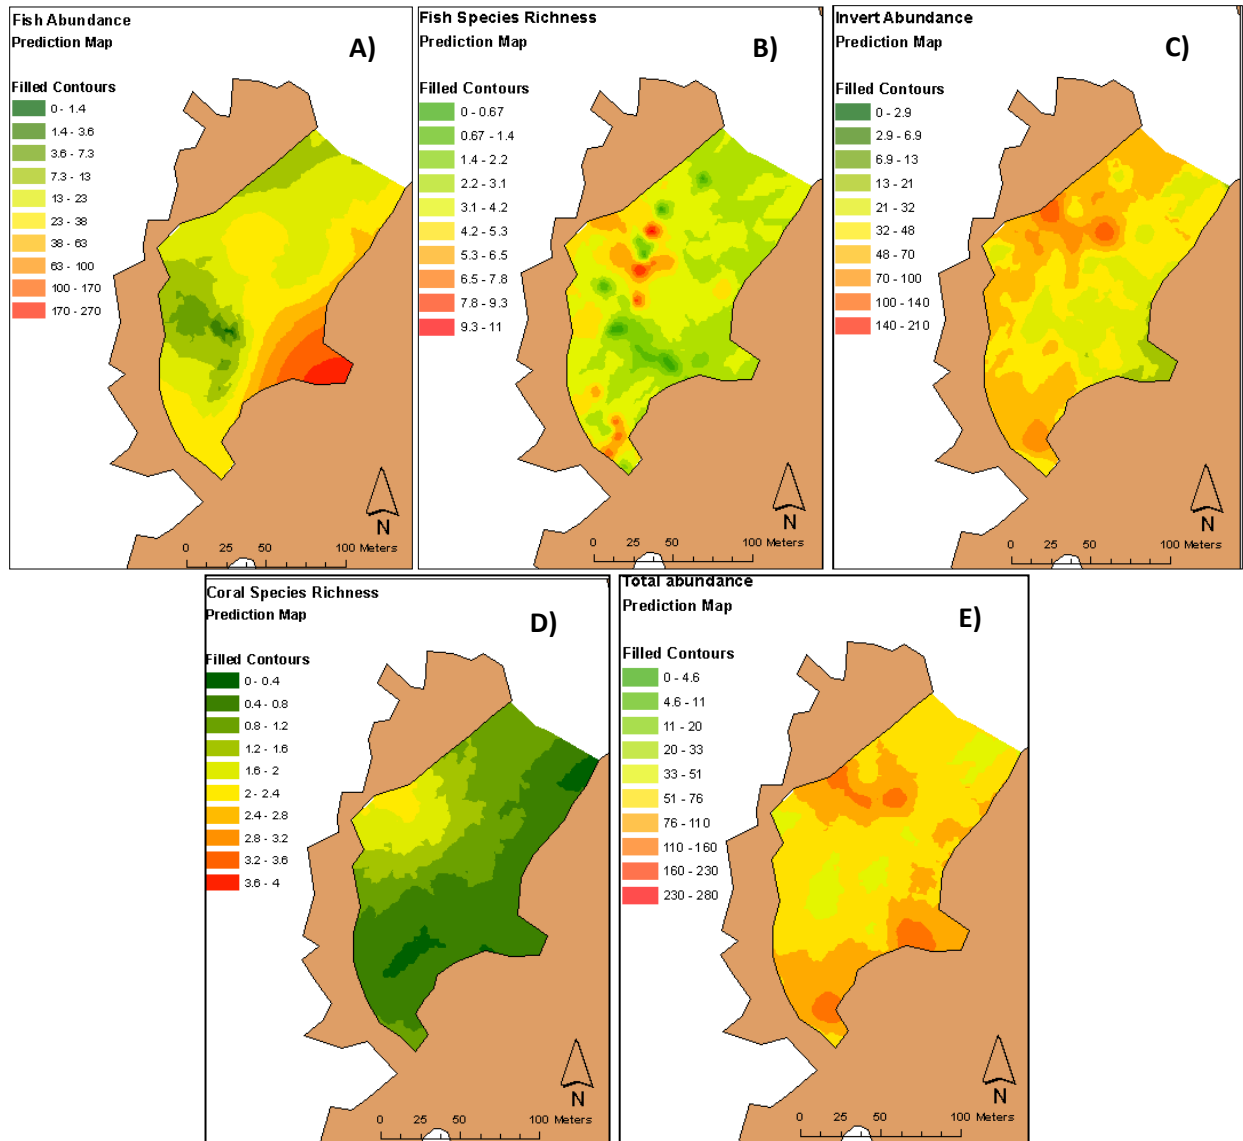 Fish Abundance
Prediction Map
A)
Filled Contours
0 - 1.4
1.4 - 3.6
3.6 - 7.3
7.3 - 13
13 - 23
23 - 38
38 - 63
63 - 100
100 - 170
170 - 270
N
0 25 50 100 Meters
Fish Species Richness
Prediction Map
B)
Filled Contours
0 - 0.67
0.67 - 1.4
1.4 - 2.2
2.2 - 3.1
3.1 - 4.2
4.2 - 5.3
5.3 - 6.5
6.5 - 7.8
7.8 - 9.3
9.3 - 11
N
0 25 50 100 Meters
Invert Abundance
Prediction Map
C)
Filled Contours
0 - 2.9
2.9 - 6.9
6.9 - 13
13 - 21
21 - 32
32 - 48
48 - 70
70 - 100
100 - 140
140 - 210
N
0 25 50 100 Meters
Coral Species Richness
Prediction Map
D)
Filled Contours
0 - 0.4
0.4 - 0.8
0.8 - 1.2
1.2 - 1.6
1.6 - 2
2 - 2.4
2.4 - 2.8
2.8 - 3.2
3.2 - 3.6
3.6 - 4
N
0 25 50 100 Meters
Total abundance
Prediction Map
E)
Filled Contours
0 - 4.6
4.6 - 11
11 - 20
20 - 33
33 - 51
51 - 76
76 - 110
110 - 160
160 - 230
230 - 280
N
0 25 50 100 Meters